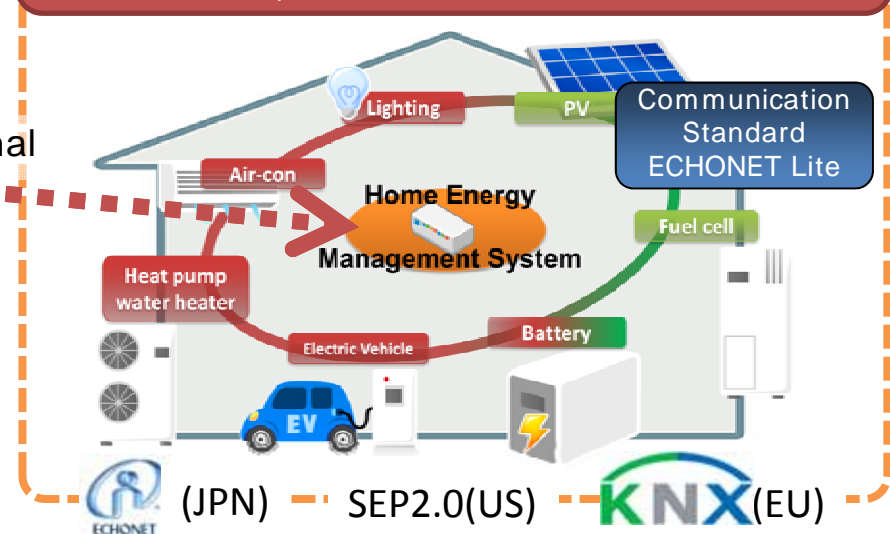 Lighting
PV
Communication
Standard
ECHONET Lite
Air-con
Home Energy
Fuel cell
Management System
Heat pump
water heater
Battery
Electric Vehicle
EV
ECHONET
(JPN)
SEP2.0(US)
KNX
(EU)